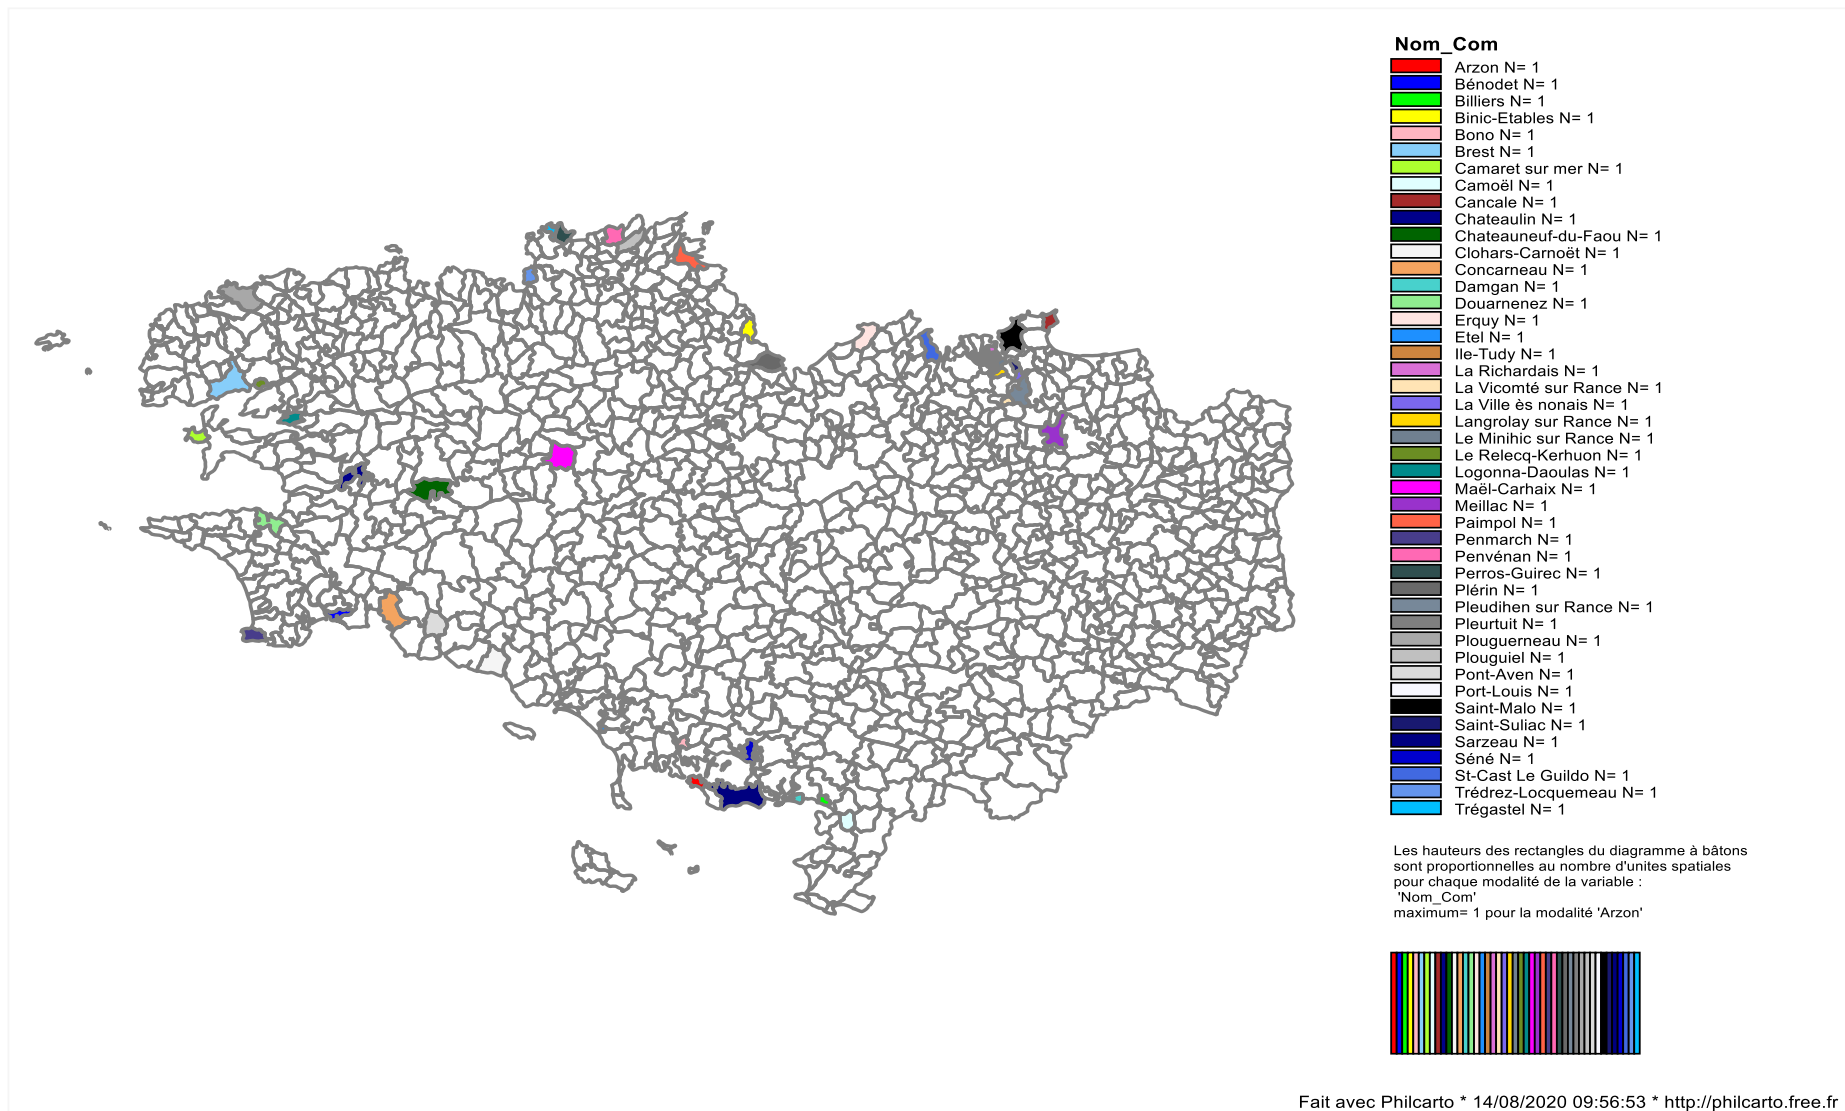 Nom_Com
Arzon N= 1
Bénodet N= 1
Billiers N= 1
Binic-Etables N= 1
Bono N= 1
Brest N= 1
Camaret sur mer N= 1
Camoël N= 1
Cancale N= 1
Chateaulin N= 1
Chateauneuf-du-Faou N= 1
Clohars-Carnoët N= 1
Concarneau N= 1
Damgan N= 1
Douarnenez N= 1
Erquy N= 1
Etel N= 1
Ile-Tudy N= 1
La Richardais N= 1
La Vicomté sur Rance N= 1
La Ville ès nonais N= 1
Langrolay sur Rance N= 1
Le Minihic sur Rance N= 1
Le Relecq-Kerhuon N= 1
Logonna-Daoulas N= 1
Maël-Carhaix N= 1
Meillac N= 1
Paimpol N= 1
Penmarch N= 1
Penvénan N= 1
Perros-Guirec N= 1
Plérin N= 1
Pleudihen sur Rance N= 1
Pleurtuit N= 1
Plouguerneau N= 1
Plouguiel N= 1
Pont-Aven N= 1
Port-Louis N= 1
Saint-Malo N= 1
Saint-Suliac N= 1
Sarzeau N= 1
Séné N= 1
St-Cast Le Guildo N= 1
Trédrez-Locquemeau N= 1
Trégastel N= 1
Les hauteurs des rectangles du diagramme à bâtons
sont proportionnelles au nombre d'unites spatiales
pour chaque modalité de la variable :
'Nom_Com'
maximum= 1 pour la modalité 'Arzon'
Fait avec Philcarto * 14/08/2020 09:56:53 * http://philcarto.free.fr